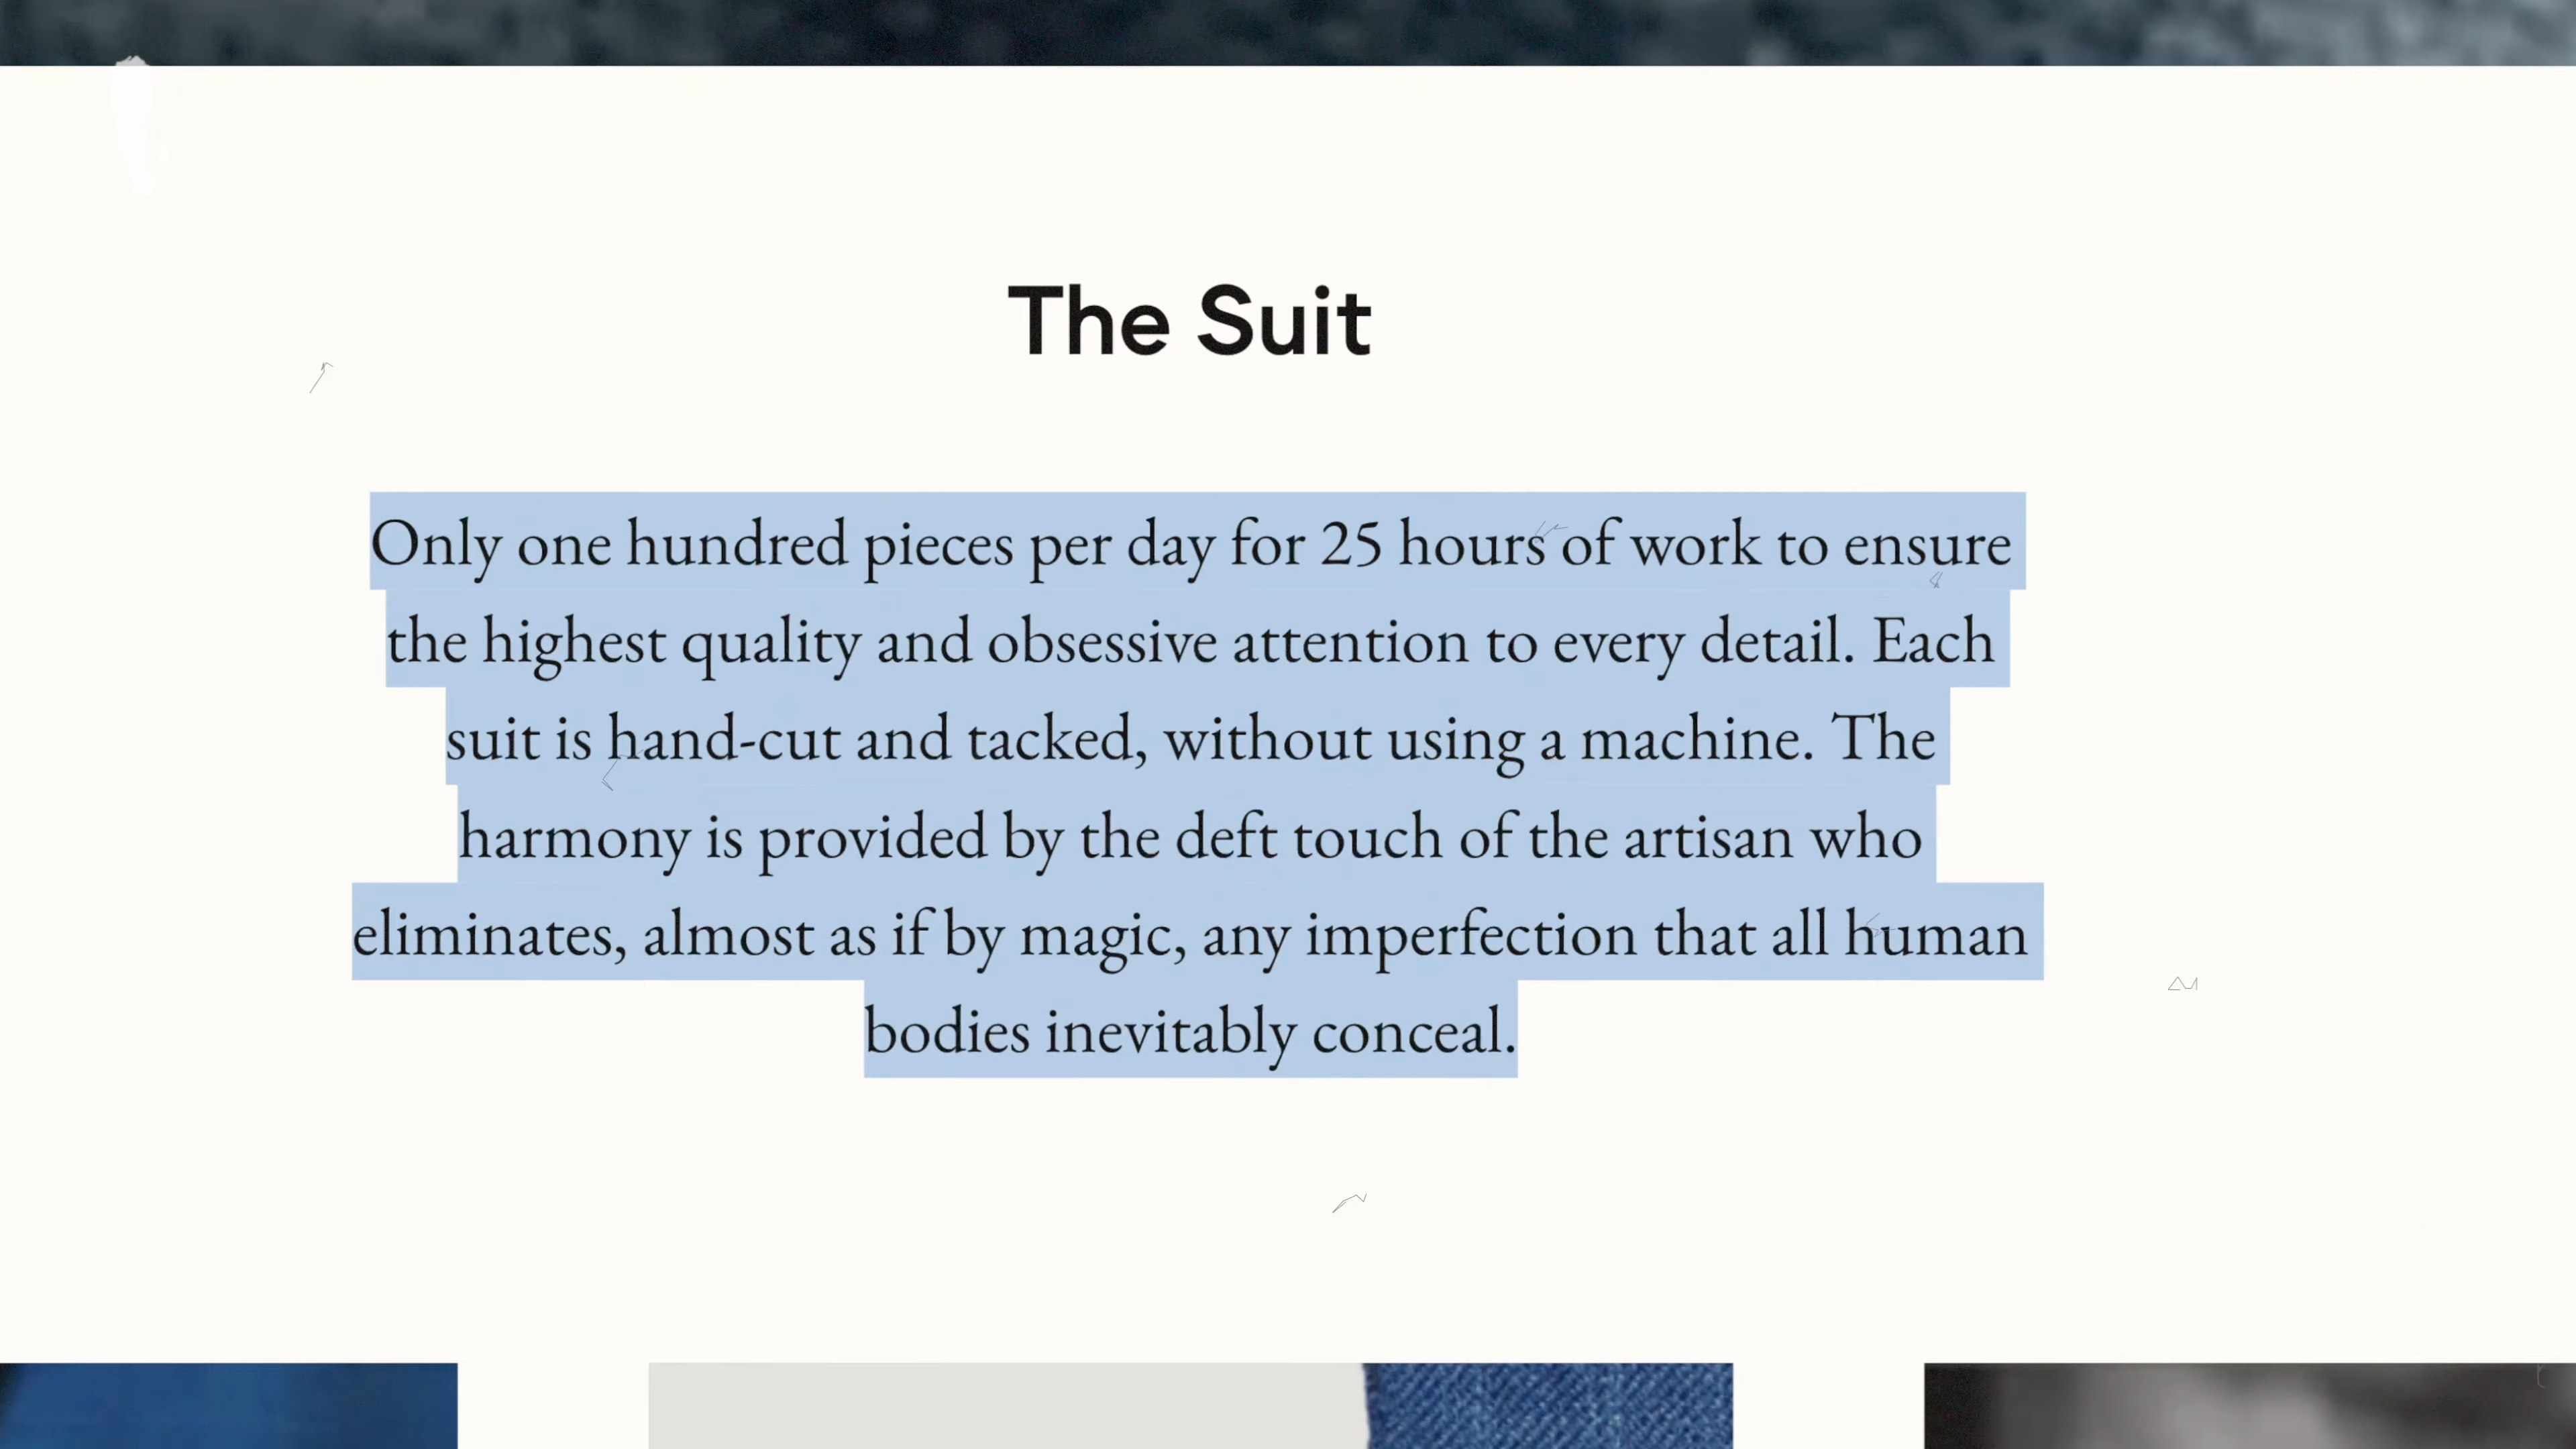 The Suit
Only one hundred pieces per day for 25 hours of work to ensure
the highest quality and obsessive attention to every detail. Each
suit is hand-cut and tacked, without using a machine. The
harmony is provided by the deft touch of the artisan who
eliminates, almost as if by magic, any imperfection that all human
bodies inevitably conceal.